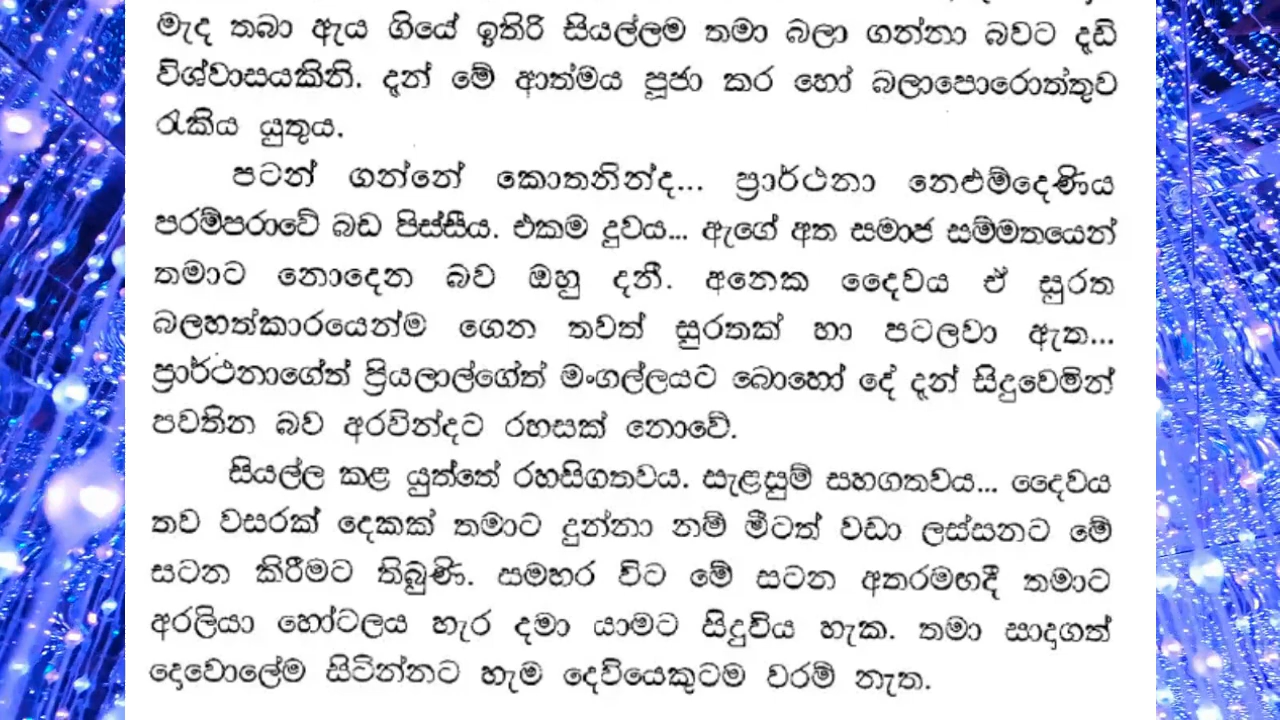 මැද තබා ඇය ගියේ ඉතිරි සියල්ලම තමා බලා ගන්නා බවට දැඩි
විශ්වාසයකිනි. දැන් මේ ආත්මය පූජා කර හෝ බලාපොරොත්තුව
රැකිය යුතුය.
පටන් ගන්නේ කොතනින්ද... ප්‍රාර්ථනා නෙළුම්දෙණිය
පරම්පරාවේ බඩ පිස්සීය. එකම දුවය... ඇගේ අත සමාජ සම්මතයෙන්
තමාට නොදෙන බව ඔහු දනී. අනෙක දෛවය ඒ සුරත
බලහත්කාරයෙන්ම ගෙන තවත් සුරතක් හා පටලවා ඇත...
ප්‍රාර්ථනාගේත් ප්‍රියලාල්ගේත් මංගල්ලයට බොහෝ දේ දැන් සිදුවෙමින්
පවතින බව අරවින්දට රහසක් නොවේ.
සියල්ල කළ යුත්තේ රහසිගතවය. සැළසුම් සහගතවය... දෛවය
තව වසරක් දෙකක් තමාට දුන්නා නම් මීටත් වඩා ලස්සනට මේ
සටන කිරීමට තිබුණි. සමහර විට මේ සටන අතරමඟදී තමාට
අරලියා හෝටලය හැර දමා යාමට සිදුවිය හැක. තමා සාදාගත්
දෙවොලේම සිටින්නට හැම දෙවියෙකුටම වරම් නැත.